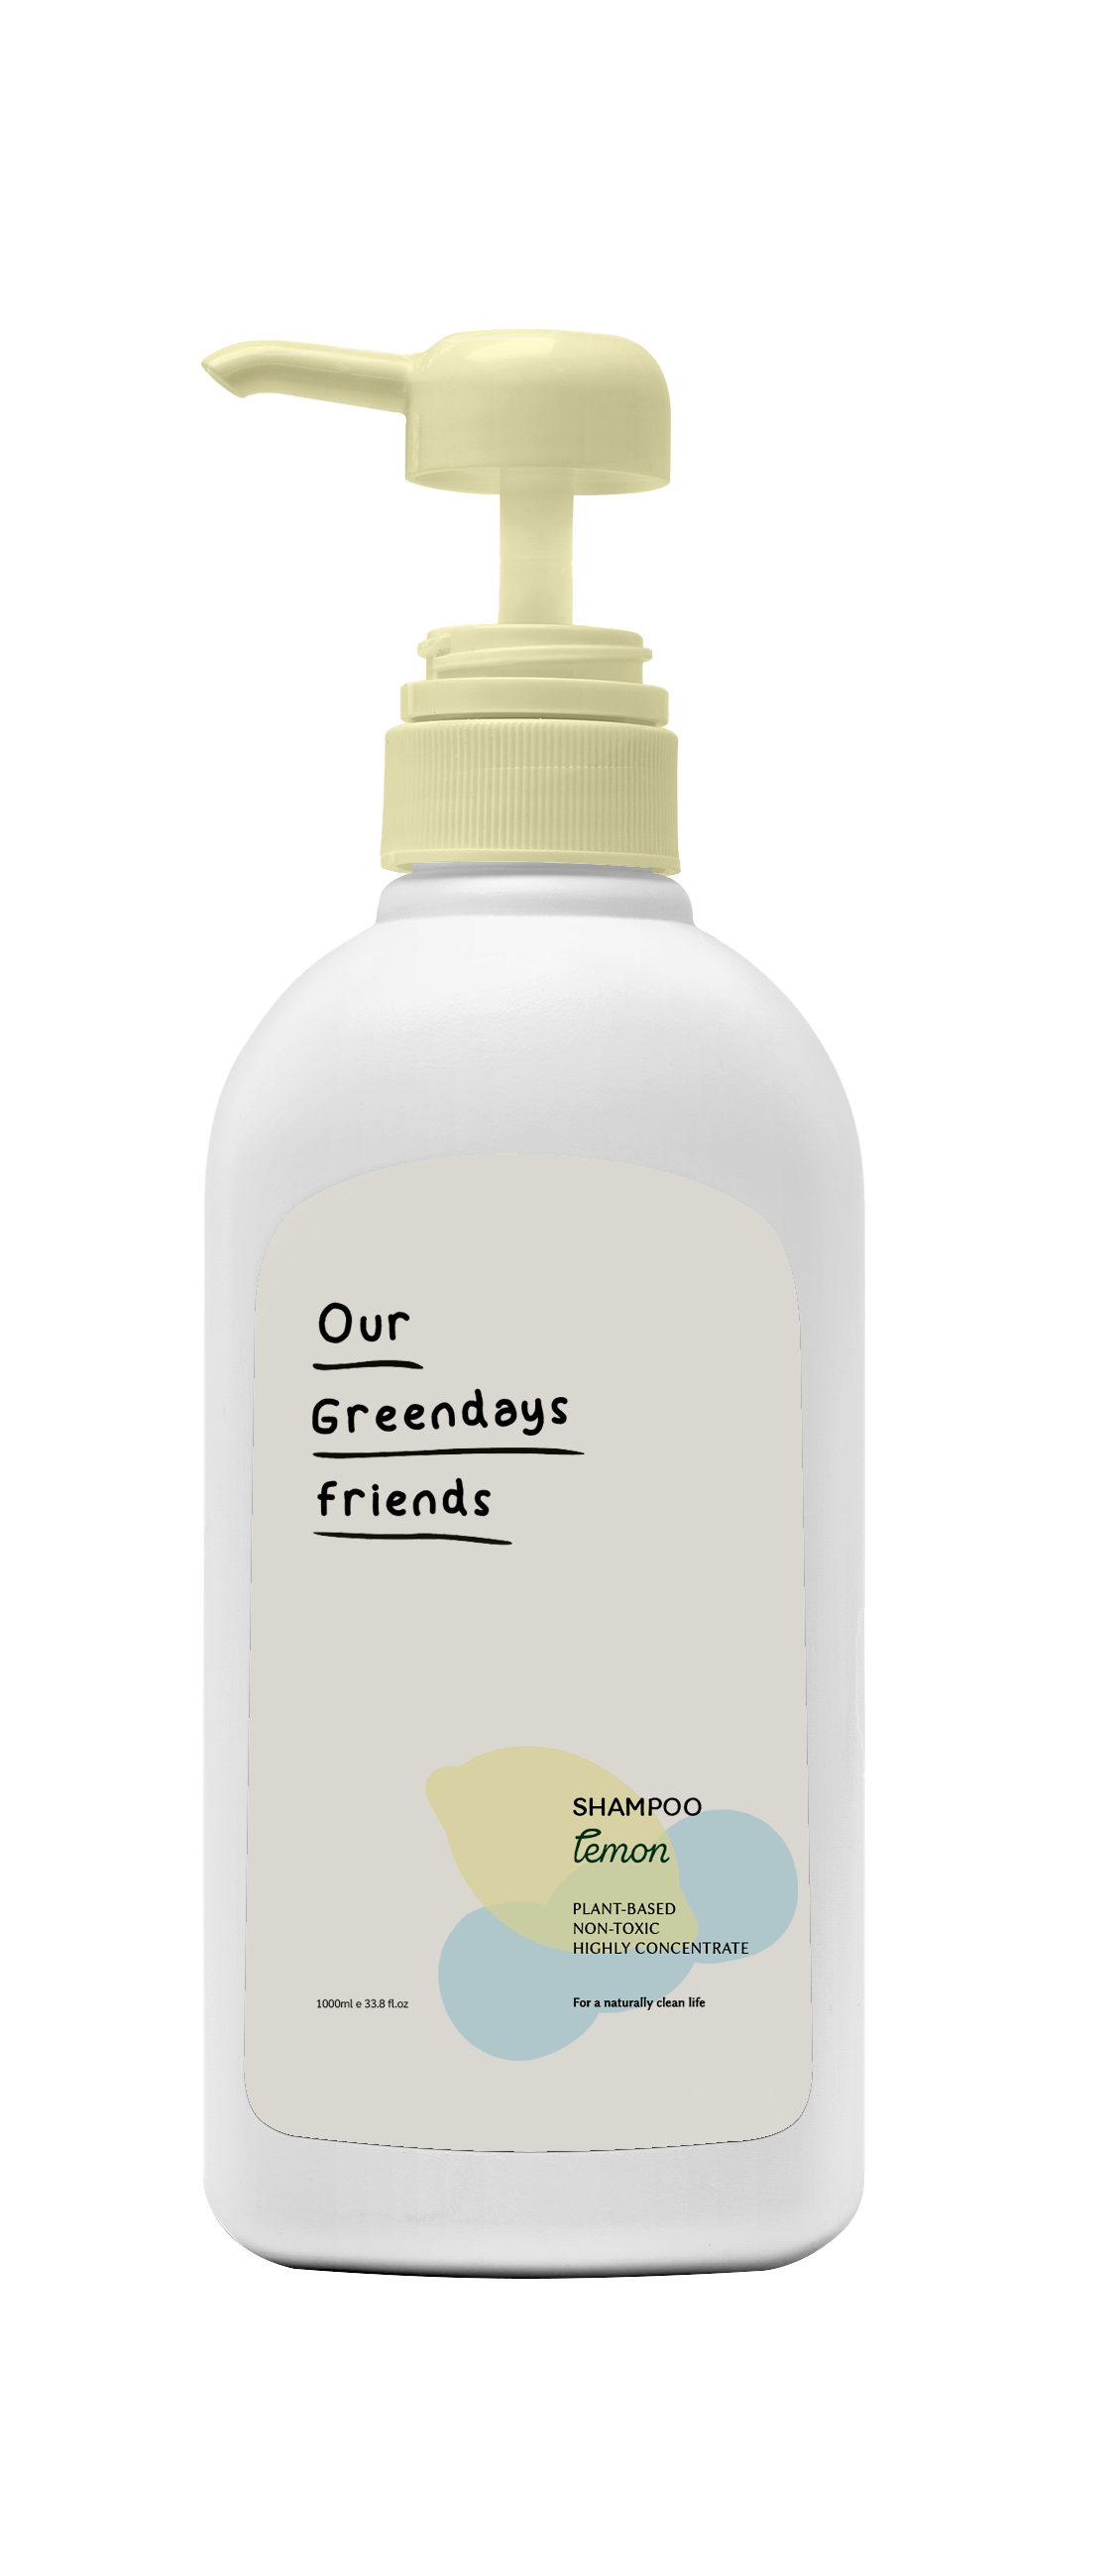 Our
Greendays
friends
SHAMPOO
lemon
PLANT-BASED
NON-TOXIC
HIGHLY CONCENTRATE
1000ml e 33.8 fl.oz
For a naturally clean life